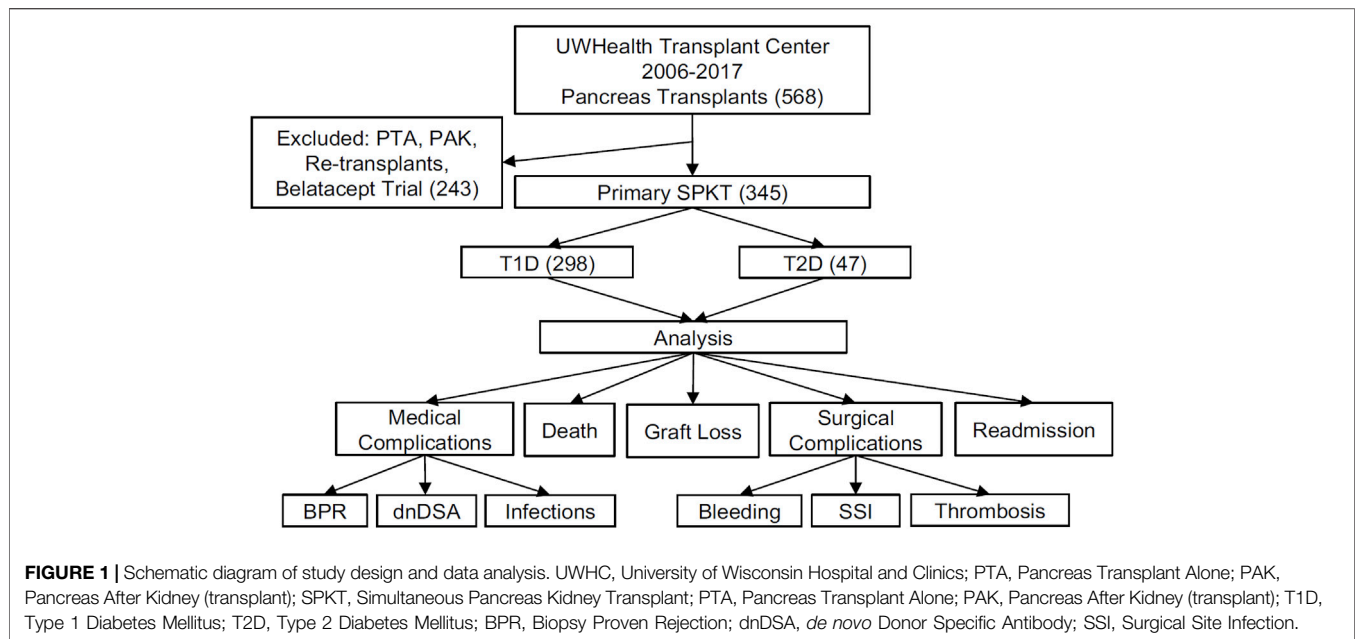 UWHealth Transplant Center
2006-2017
Pancreas Transplants (568)
Excluded: PTA, PAK,
Re-transplants,
Belatacept Trial (243)
Primary SPKT (345)
T1D (298)
T2D (47)
Analysis
Medical
Complications
Death
Graft Loss
Surgical
Complications
Readmission
BPR
dnDSA
Infections
Bleeding
SSI
Thrombosis
FIGURE 1 | Schematic diagram of study design and data analysis. UWHC, University of Wisconsin Hospital and Clinics; PTA, Pancreas Transplant Alone; PAK,
Pancreas After Kidney (transplant); SPKT, Simultaneous Pancreas Kidney Transplant; PTA, Pancreas Transplant Alone; PAK, Pancreas After Kidney (transplant); T1D,
Type 1 Diabetes Mellitus; T2D, Type 2 Diabetes Mellitus; BPR, Biopsy Proven Rejection; dnDSA, de novo Donor Specific Antibody; SSI, Surgical Site Infection.